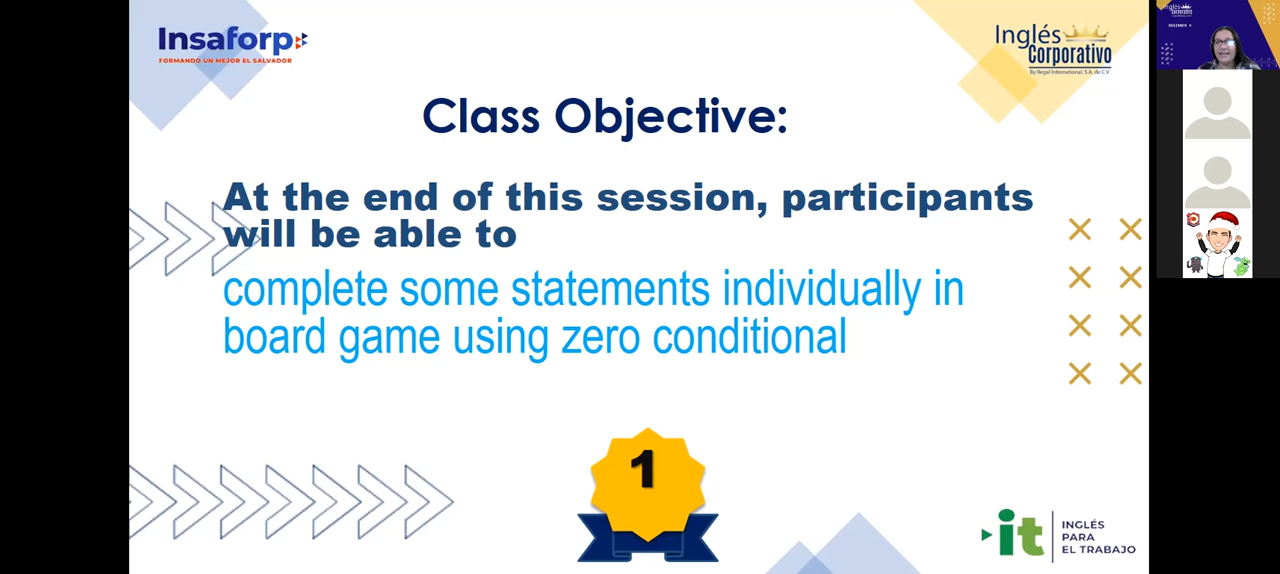 Insaforp
FORMANDO UN MEJOR EL SALVADOR
Inglés
Corporativo
By Regal International, S.A. de C.V.
Class Objective:
At the end of this session, participants
will be able to
complete some statements individually in
board game using zero conditional
1
it
INGLÉS
PARA
EL TRABAJO